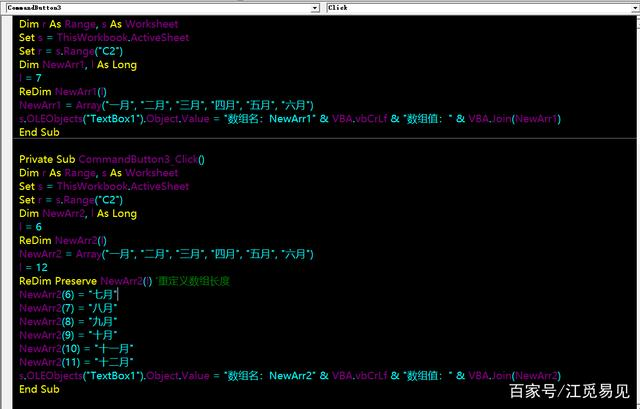 CommandButton3 Click
Dim r As Range, s As Worksheet
Set s = ThisWorkbook.ActiveSheet
Set r = s.Range("C2")
Dim NewArr1, l As Long
l = 7
ReDim NewArr1(l)
NewArr1 = Array("一月", "二月", "三月", "四月", "五月", "六月")
s.OLEObjects("TextBox1").Object.Value = "数组名：NewArr1" & VBA.vbCrLf & "数组值：" & VBA.Join(NewArr1)
End Sub
Private Sub CommandButton3_Click()
Dim r As Range, s As Worksheet
Set s = ThisWorkbook.ActiveSheet
Set r = s.Range("C2")
Dim NewArr2, l As Long
l = 6
ReDim NewArr2(l)
NewArr2 = Array("一月", "二月", "三月", "四月", "五月", "六月")
l = 12
ReDim Preserve NewArr2(l) '重定义数组长度
NewArr2(6) = "七月"
NewArr2(7) = "八月"
NewArr2(8) = "九月"
NewArr2(9) = "十月"
NewArr2(10) = "十一月"
NewArr2(11) = "十二月"
s.OLEObjects("TextBox1").Object.Value = "数组名：NewArr2" & VBA.vbCrLf & "数组值：" & VBA.Join(NewArr2)
End Sub
百家号/江觅易见